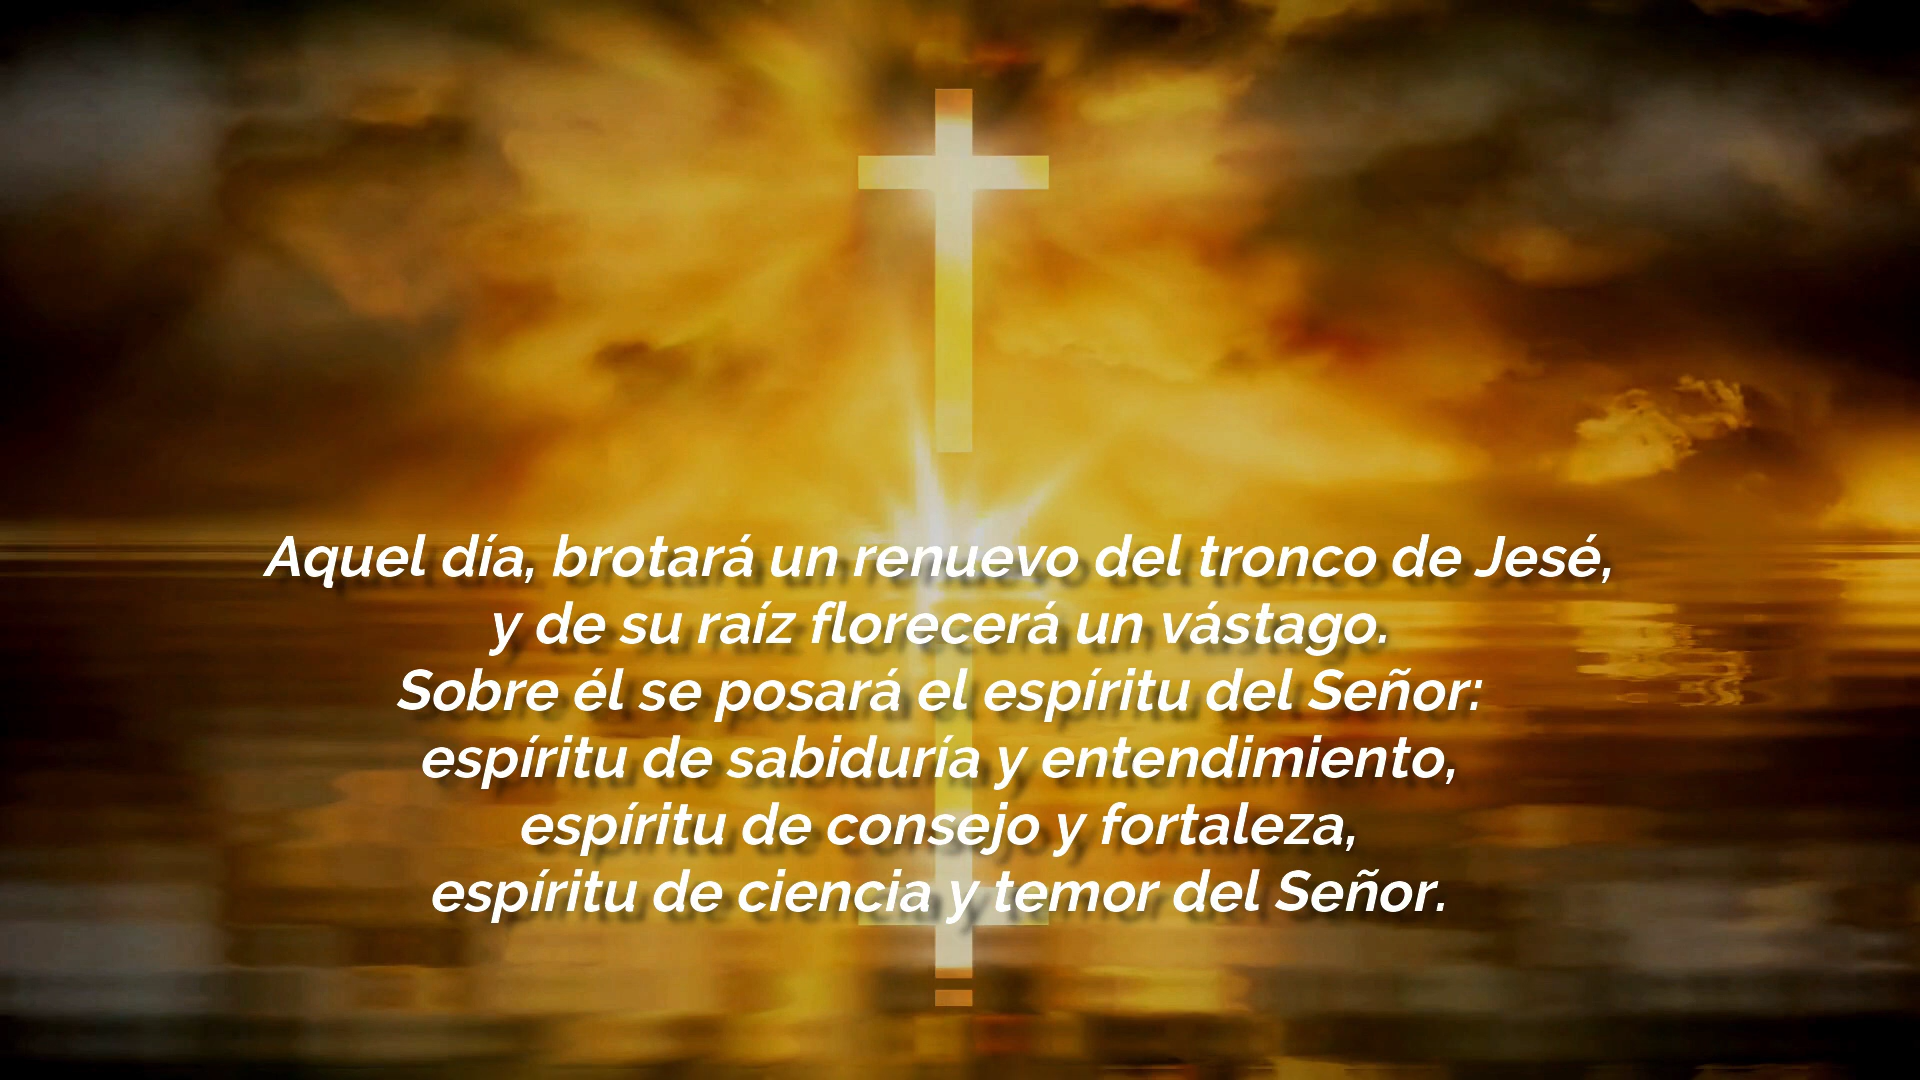 Aquel día, brotará un renuevo del tronco de Jesé,
y de su raíz florecerá un vástago.
Sobre él se posará el espíritu del Señor:
espíritu de sabiduría y entendimiento,
espíritu de consejo y fortaleza,
espíritu de ciencia y temor del Señor.